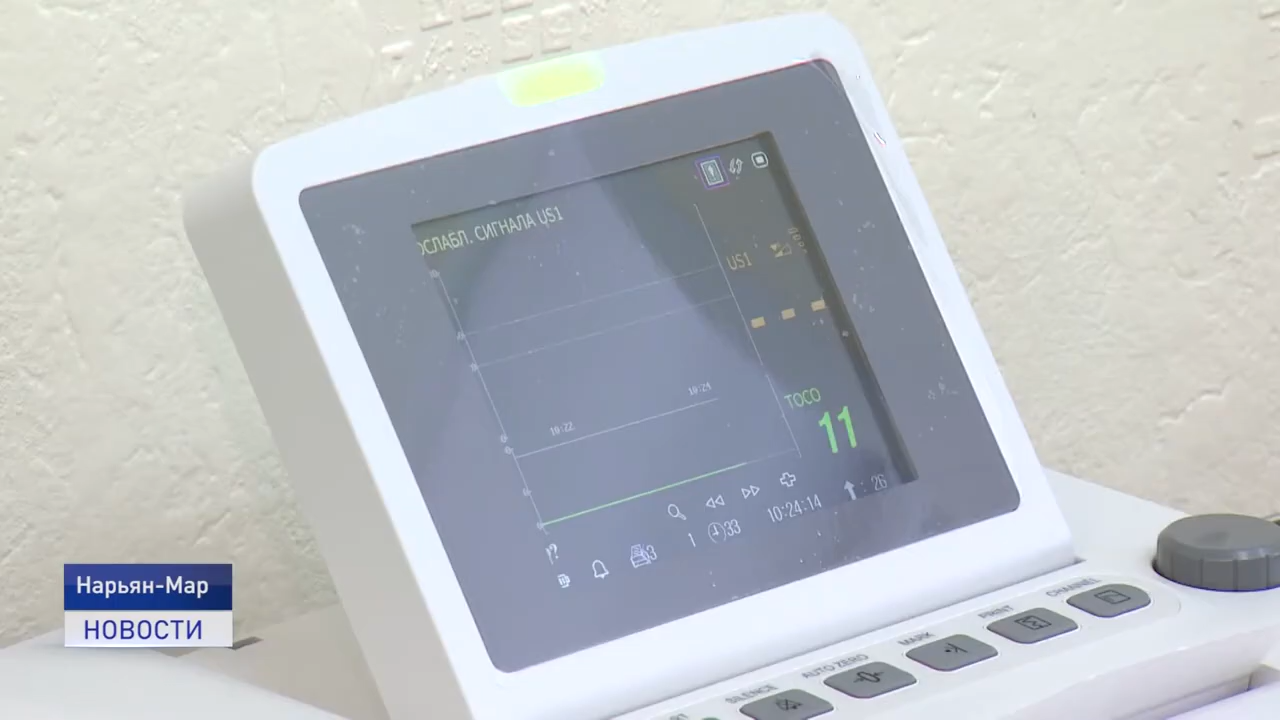 ОСЛАБЛ. СИГНАЛА US1
US1
10:24
10:22
TOCO
11
26
10:24:14
33
1
3
CHANNEL
PRINT
MARK
AUTO ZERO
SILENCE
Нарьян-Мар
НОВОСТИ